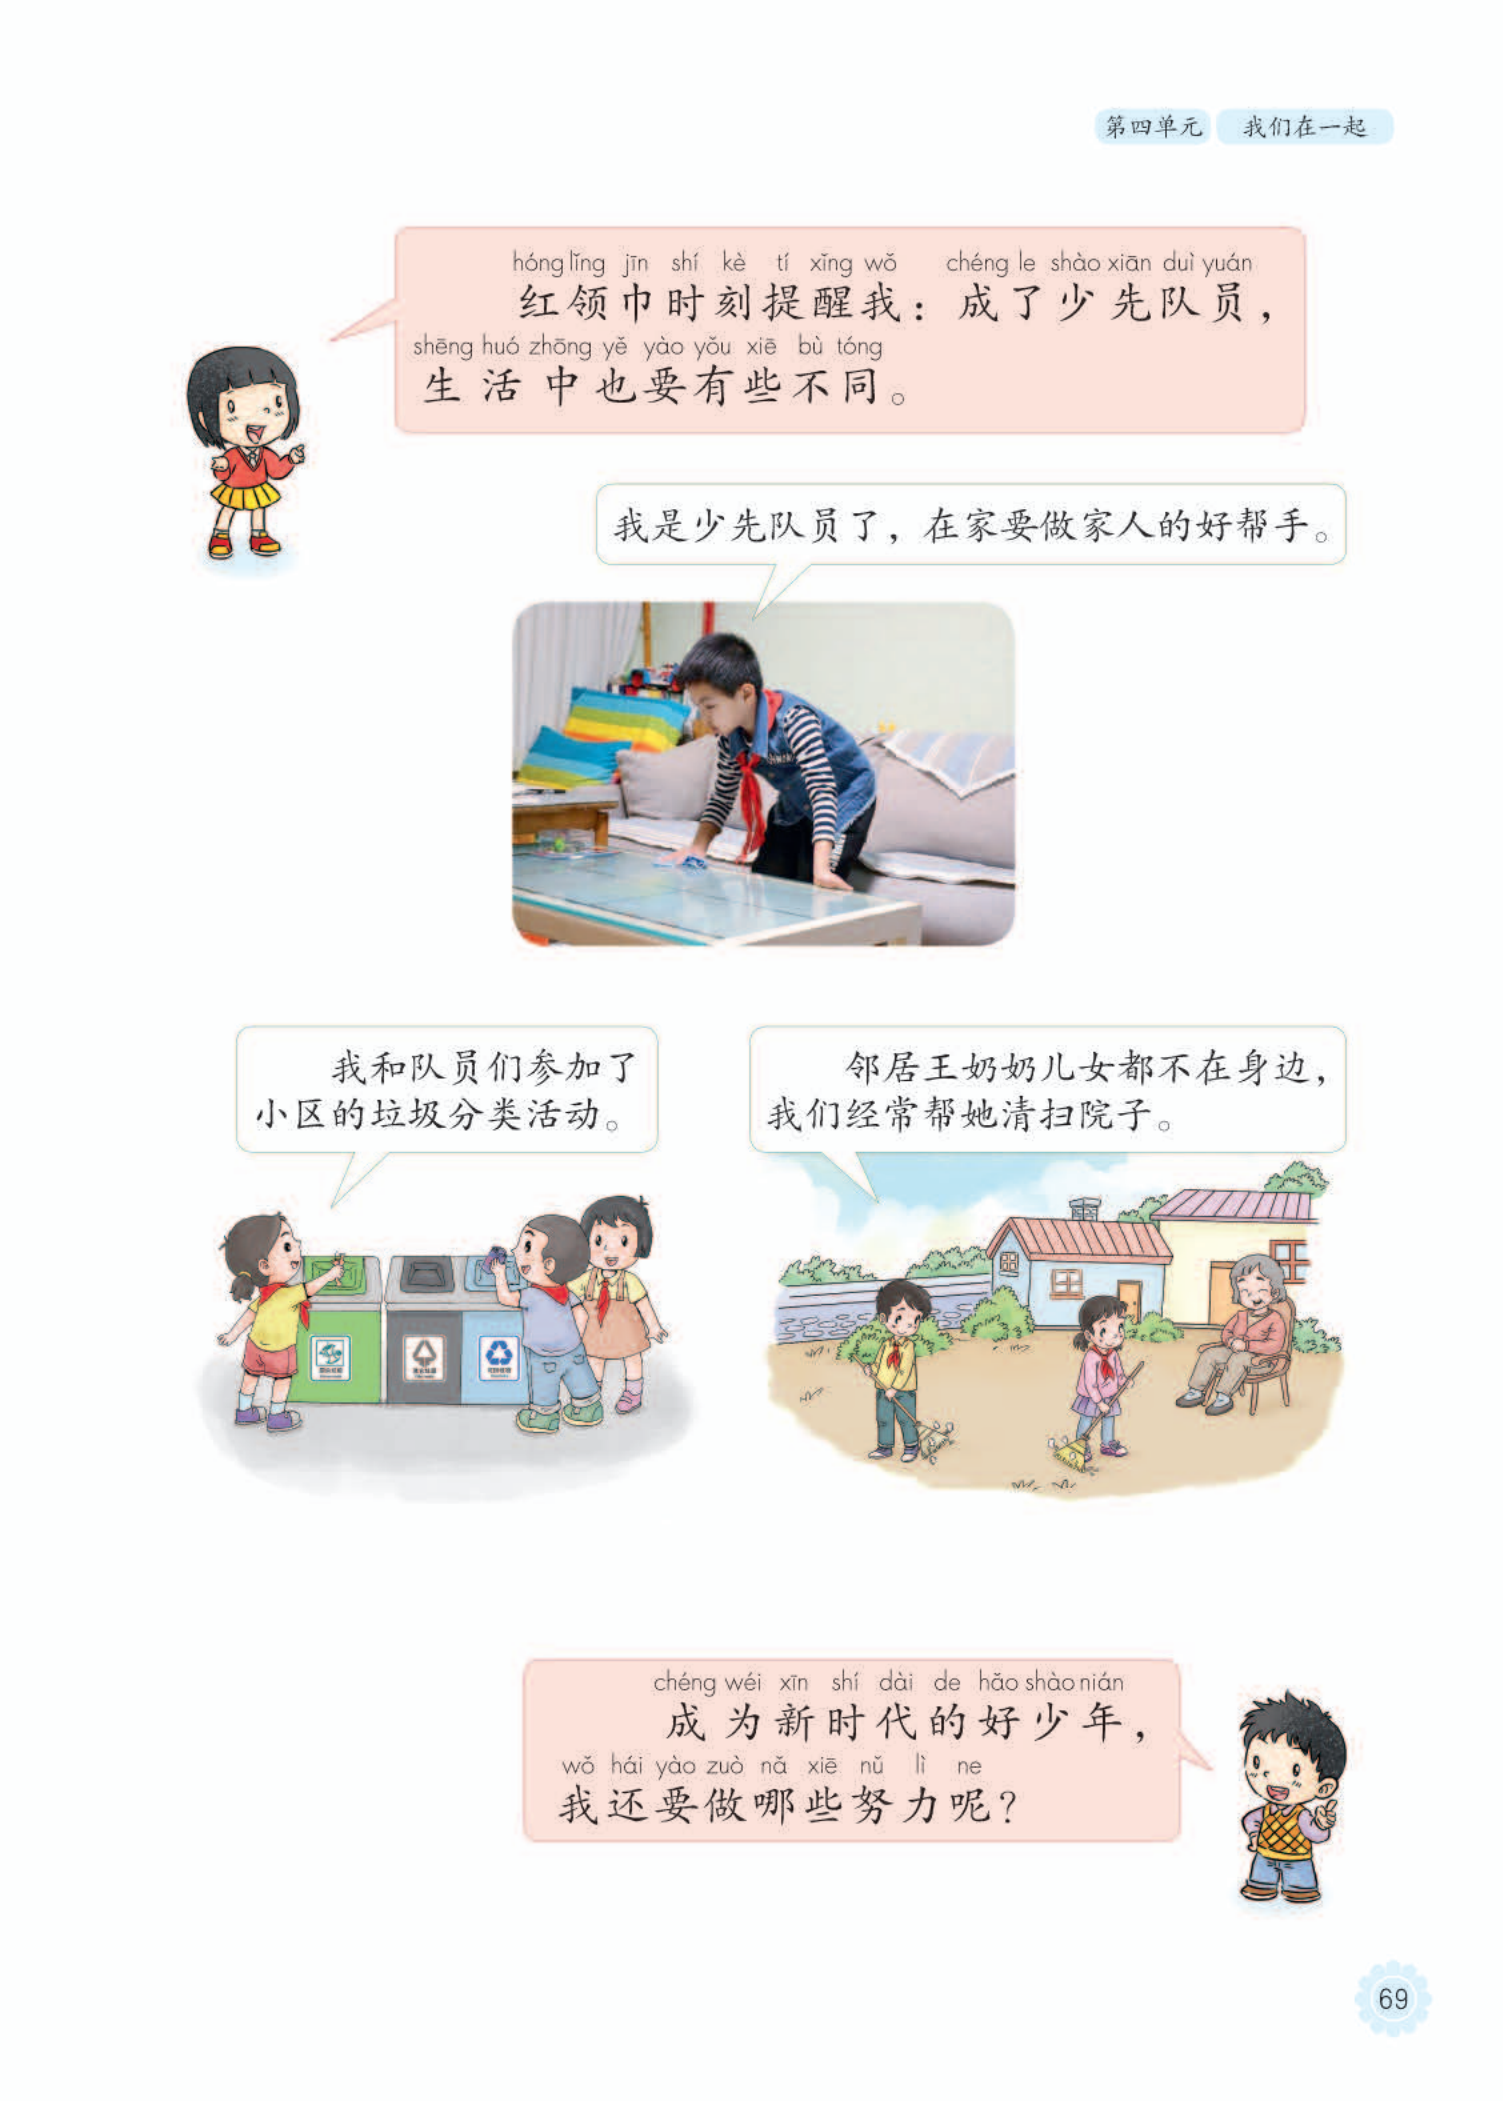 第四单元 我们在一起
hóng lǐng jīn shí kè tí xǐng wǒ chéng le shào xiān duì yuán
红领巾时刻提醒我：成了少先队员，
shēng huó zhōng yě yào yǒu xiē bù tóng
生活中也要有些不同。
我是少先队员了，在家要做家人的好帮手。
我和队员们参加了
小区的垃圾分类活动。
邻居王奶奶儿女都不在身边，
我们经常帮她清扫院子。
chéng wéi xīn shí dài de hǎo shào nián
成为新时代的好少年，
wǒ hái yào zuò nǎ xiē nǔ lì ne
我还要做哪些努力呢？
69